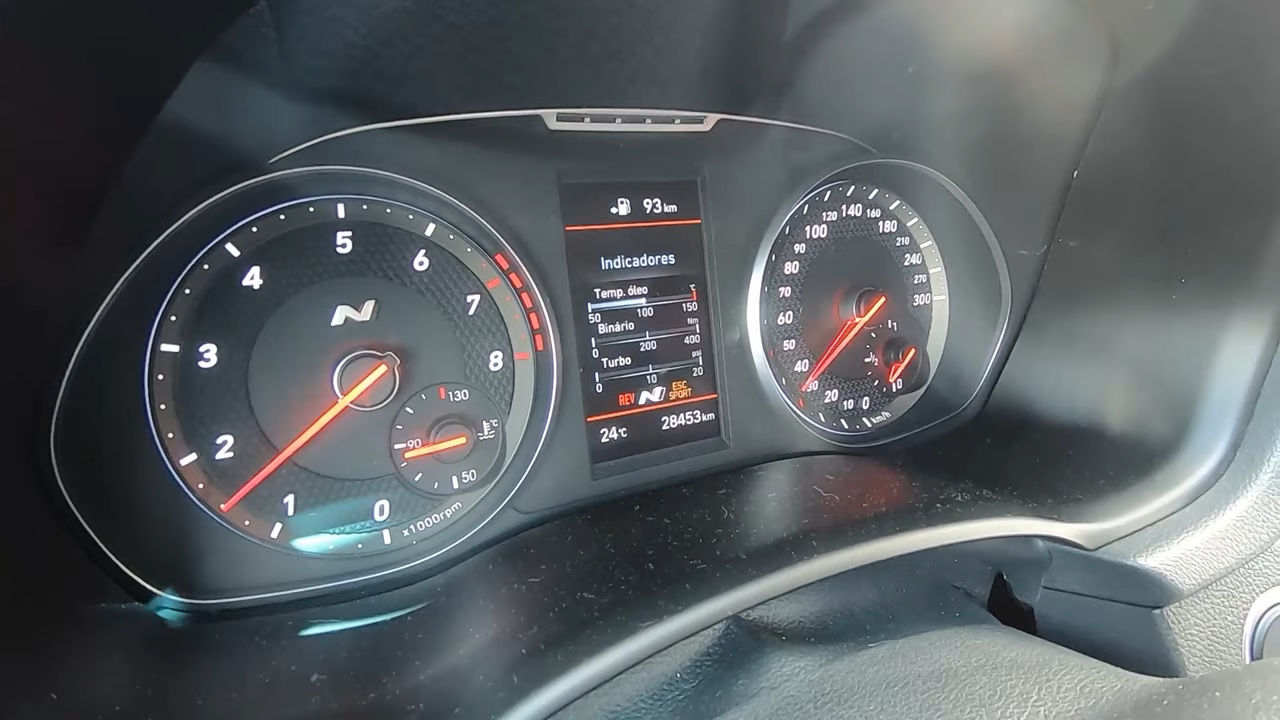 0
1
2
3
4
5
6
7
8
x1000rpm
N
130
90
50
°C
93 km
Indicadores
Temp. óleo °C
50 100 150
Binário Nm
0 200 400
Turbo psi
0 10 20
REV N ESC SPORT
24°C 28453 km
0
10
20
30
40
50
60
70
80
90
100
120
140
160
180
210
240
270
300
km/h
1
1/2
0